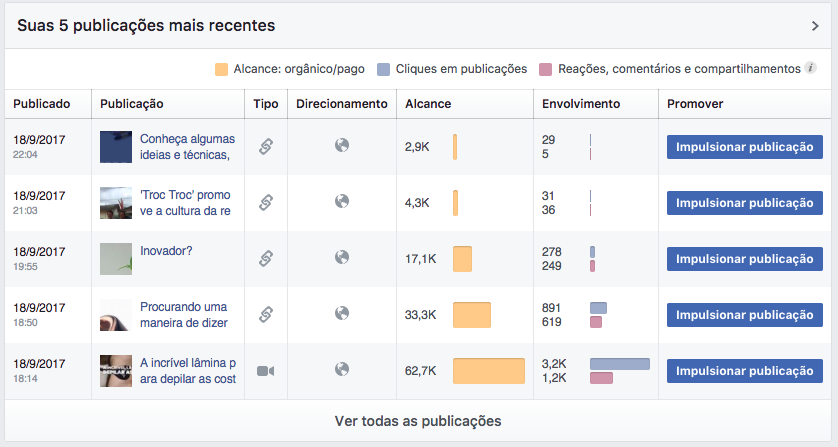 Suas 5 publicações mais recentes
Alcance: orgânico/pago Cliques em publicações Reações, comentários e compartilhamentos i
Publicado Publicação Tipo Direcionamento Alcance Envolvimento Promover
18/9/2017
22:04
Conheça algumas
ideias e técnicas,
2,9K
29
5
Impulsionar publicação
18/9/2017
21:03
'Troc Troc' promo
ve a cultura da re
4,3K
31
36
Impulsionar publicação
18/9/2017
19:55
Inovador?
17,1K
278
249
Impulsionar publicação
18/9/2017
18:50
Procurando uma
maneira de dizer
33,3K
891
619
Impulsionar publicação
18/9/2017
18:14
A incrível lâmina p
ara depilar as cost
62,7K
3,2K
1,2K
Impulsionar publicação
Ver todas as publicações